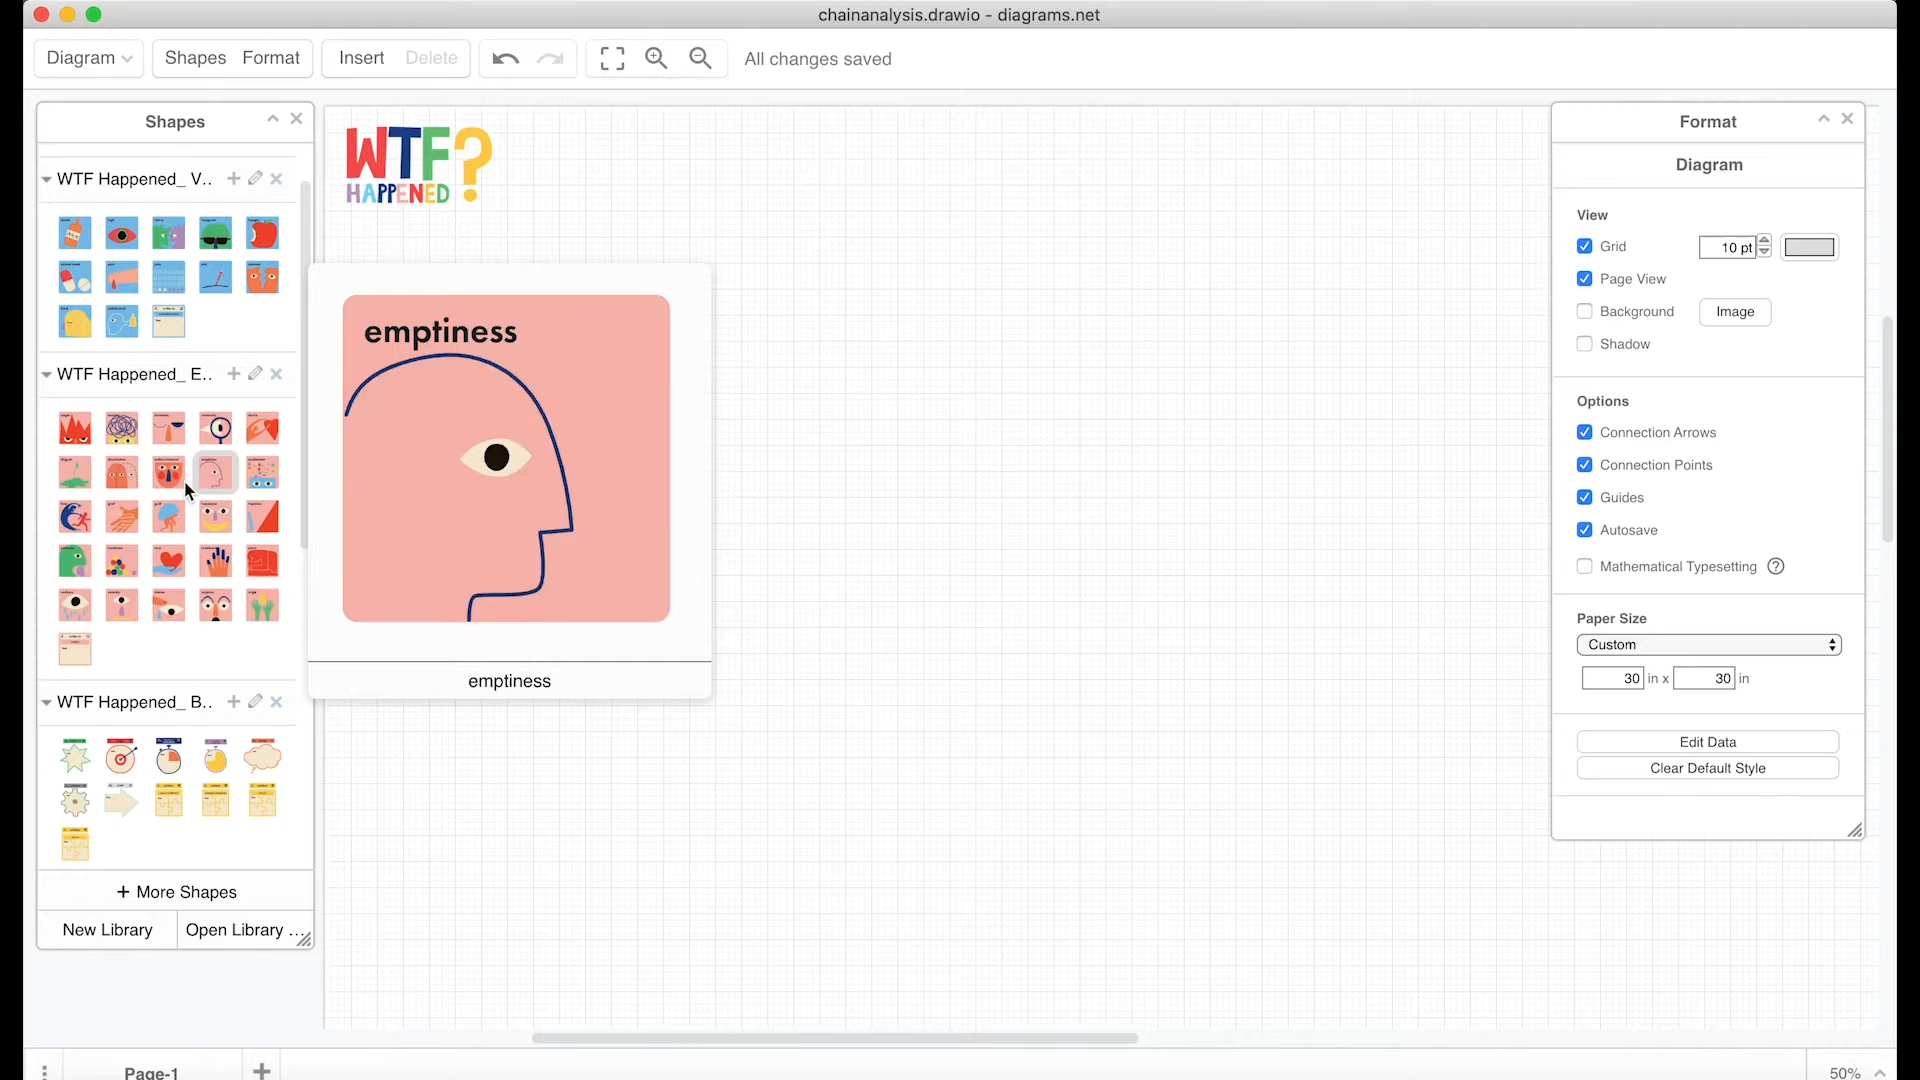 chainanalysis.drawio - diagrams.net
Diagram
Shapes
Format
Insert
Delete
All changes saved
Shapes
WTF Happened_ V..
WTF Happened_ E..
WTF Happened_ B..
+ More Shapes
New Library
Open Library ...
WTF?
HAPPENED
emptiness
emptiness
Format
Diagram
View
Grid
10 pt
Page View
Background
Image
Shadow
Options
Connection Arrows
Connection Points
Guides
Autosave
Mathematical Typesetting ?
Paper Size
Custom
30 in x 30 in
Edit Data
Clear Default Style
Page-1
50%